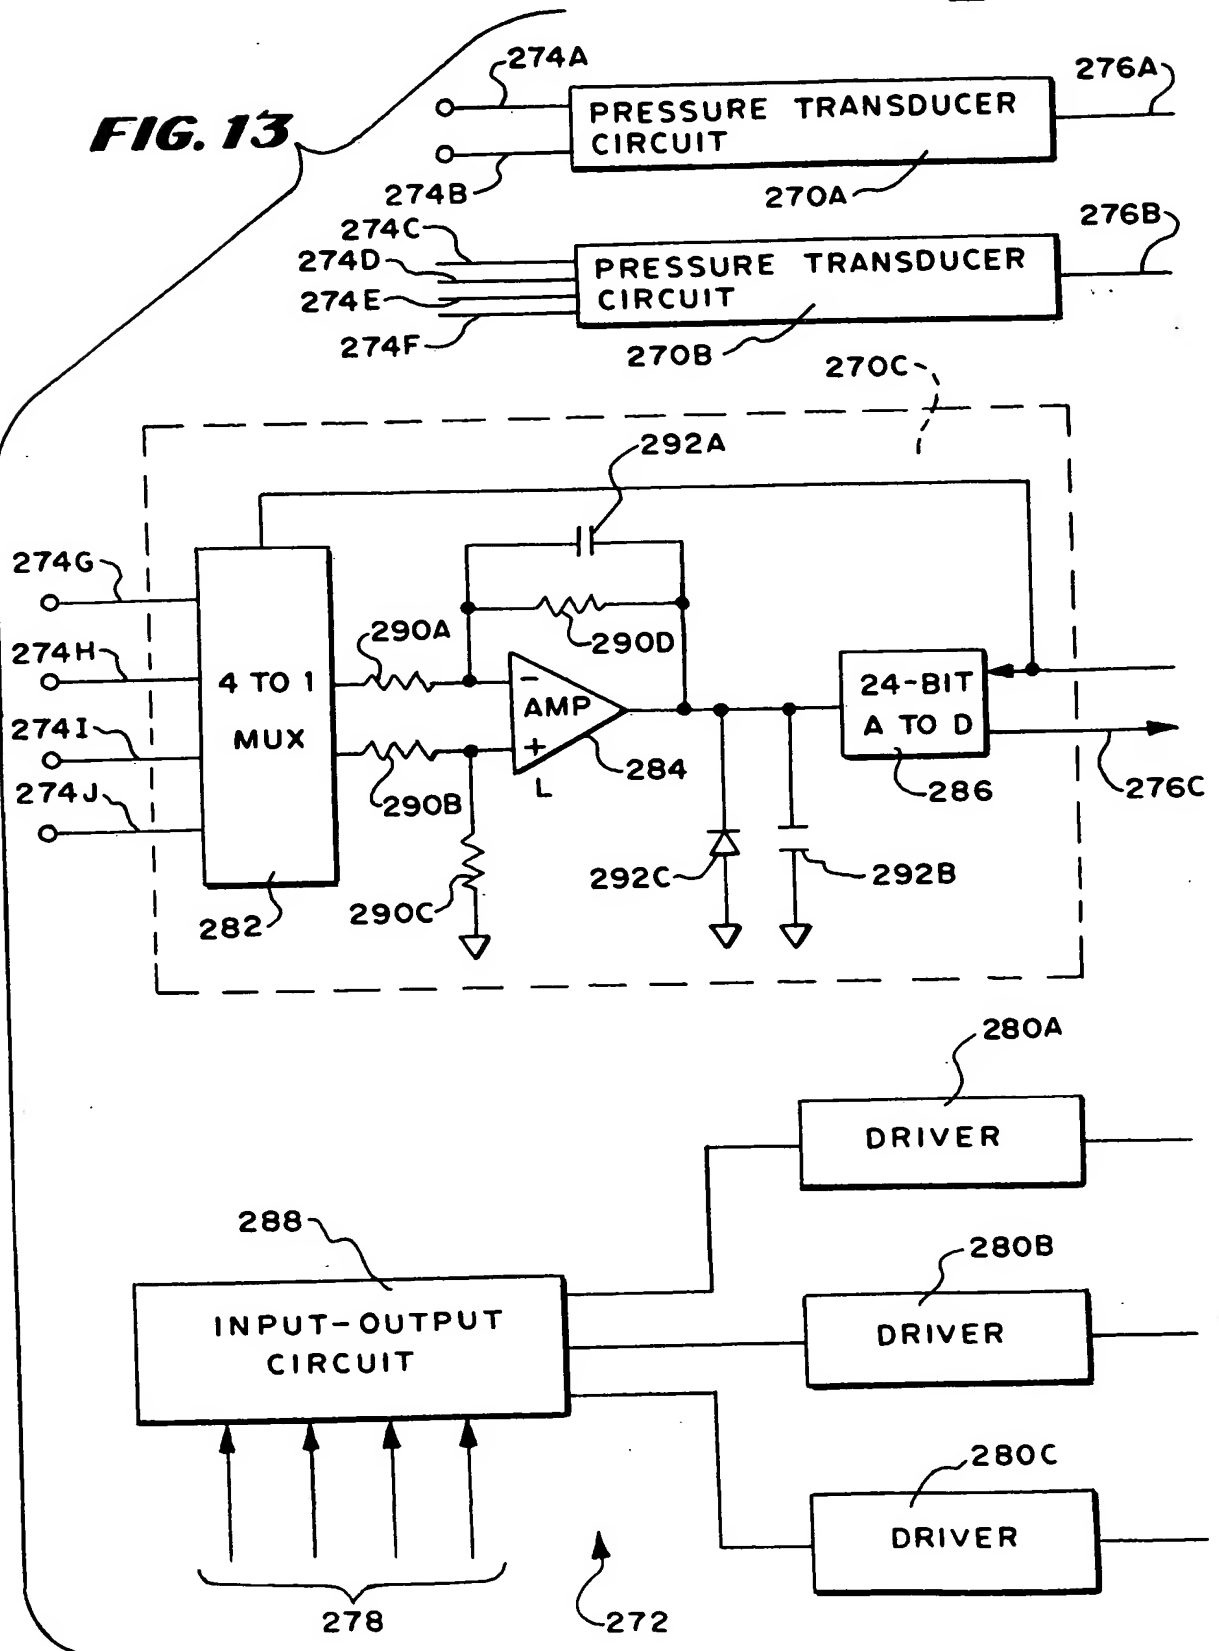 FIG. 13
274A
276A
PRESSURE TRANSDUCER
CIRCUIT
274B
270A
274C
276B
274D
PRESSURE TRANSDUCER
CIRCUIT
274E
274F
270B
270C
292A
274G
290A
290D
274H
4 TO 1
MUX
-
AMP
+
L
24-BIT
A TO D
274I
284
286
276C
274J
290B
292C
292B
290C
282
280A
DRIVER
288
280B
INPUT-OUTPUT
CIRCUIT
DRIVER
280C
DRIVER
278
272